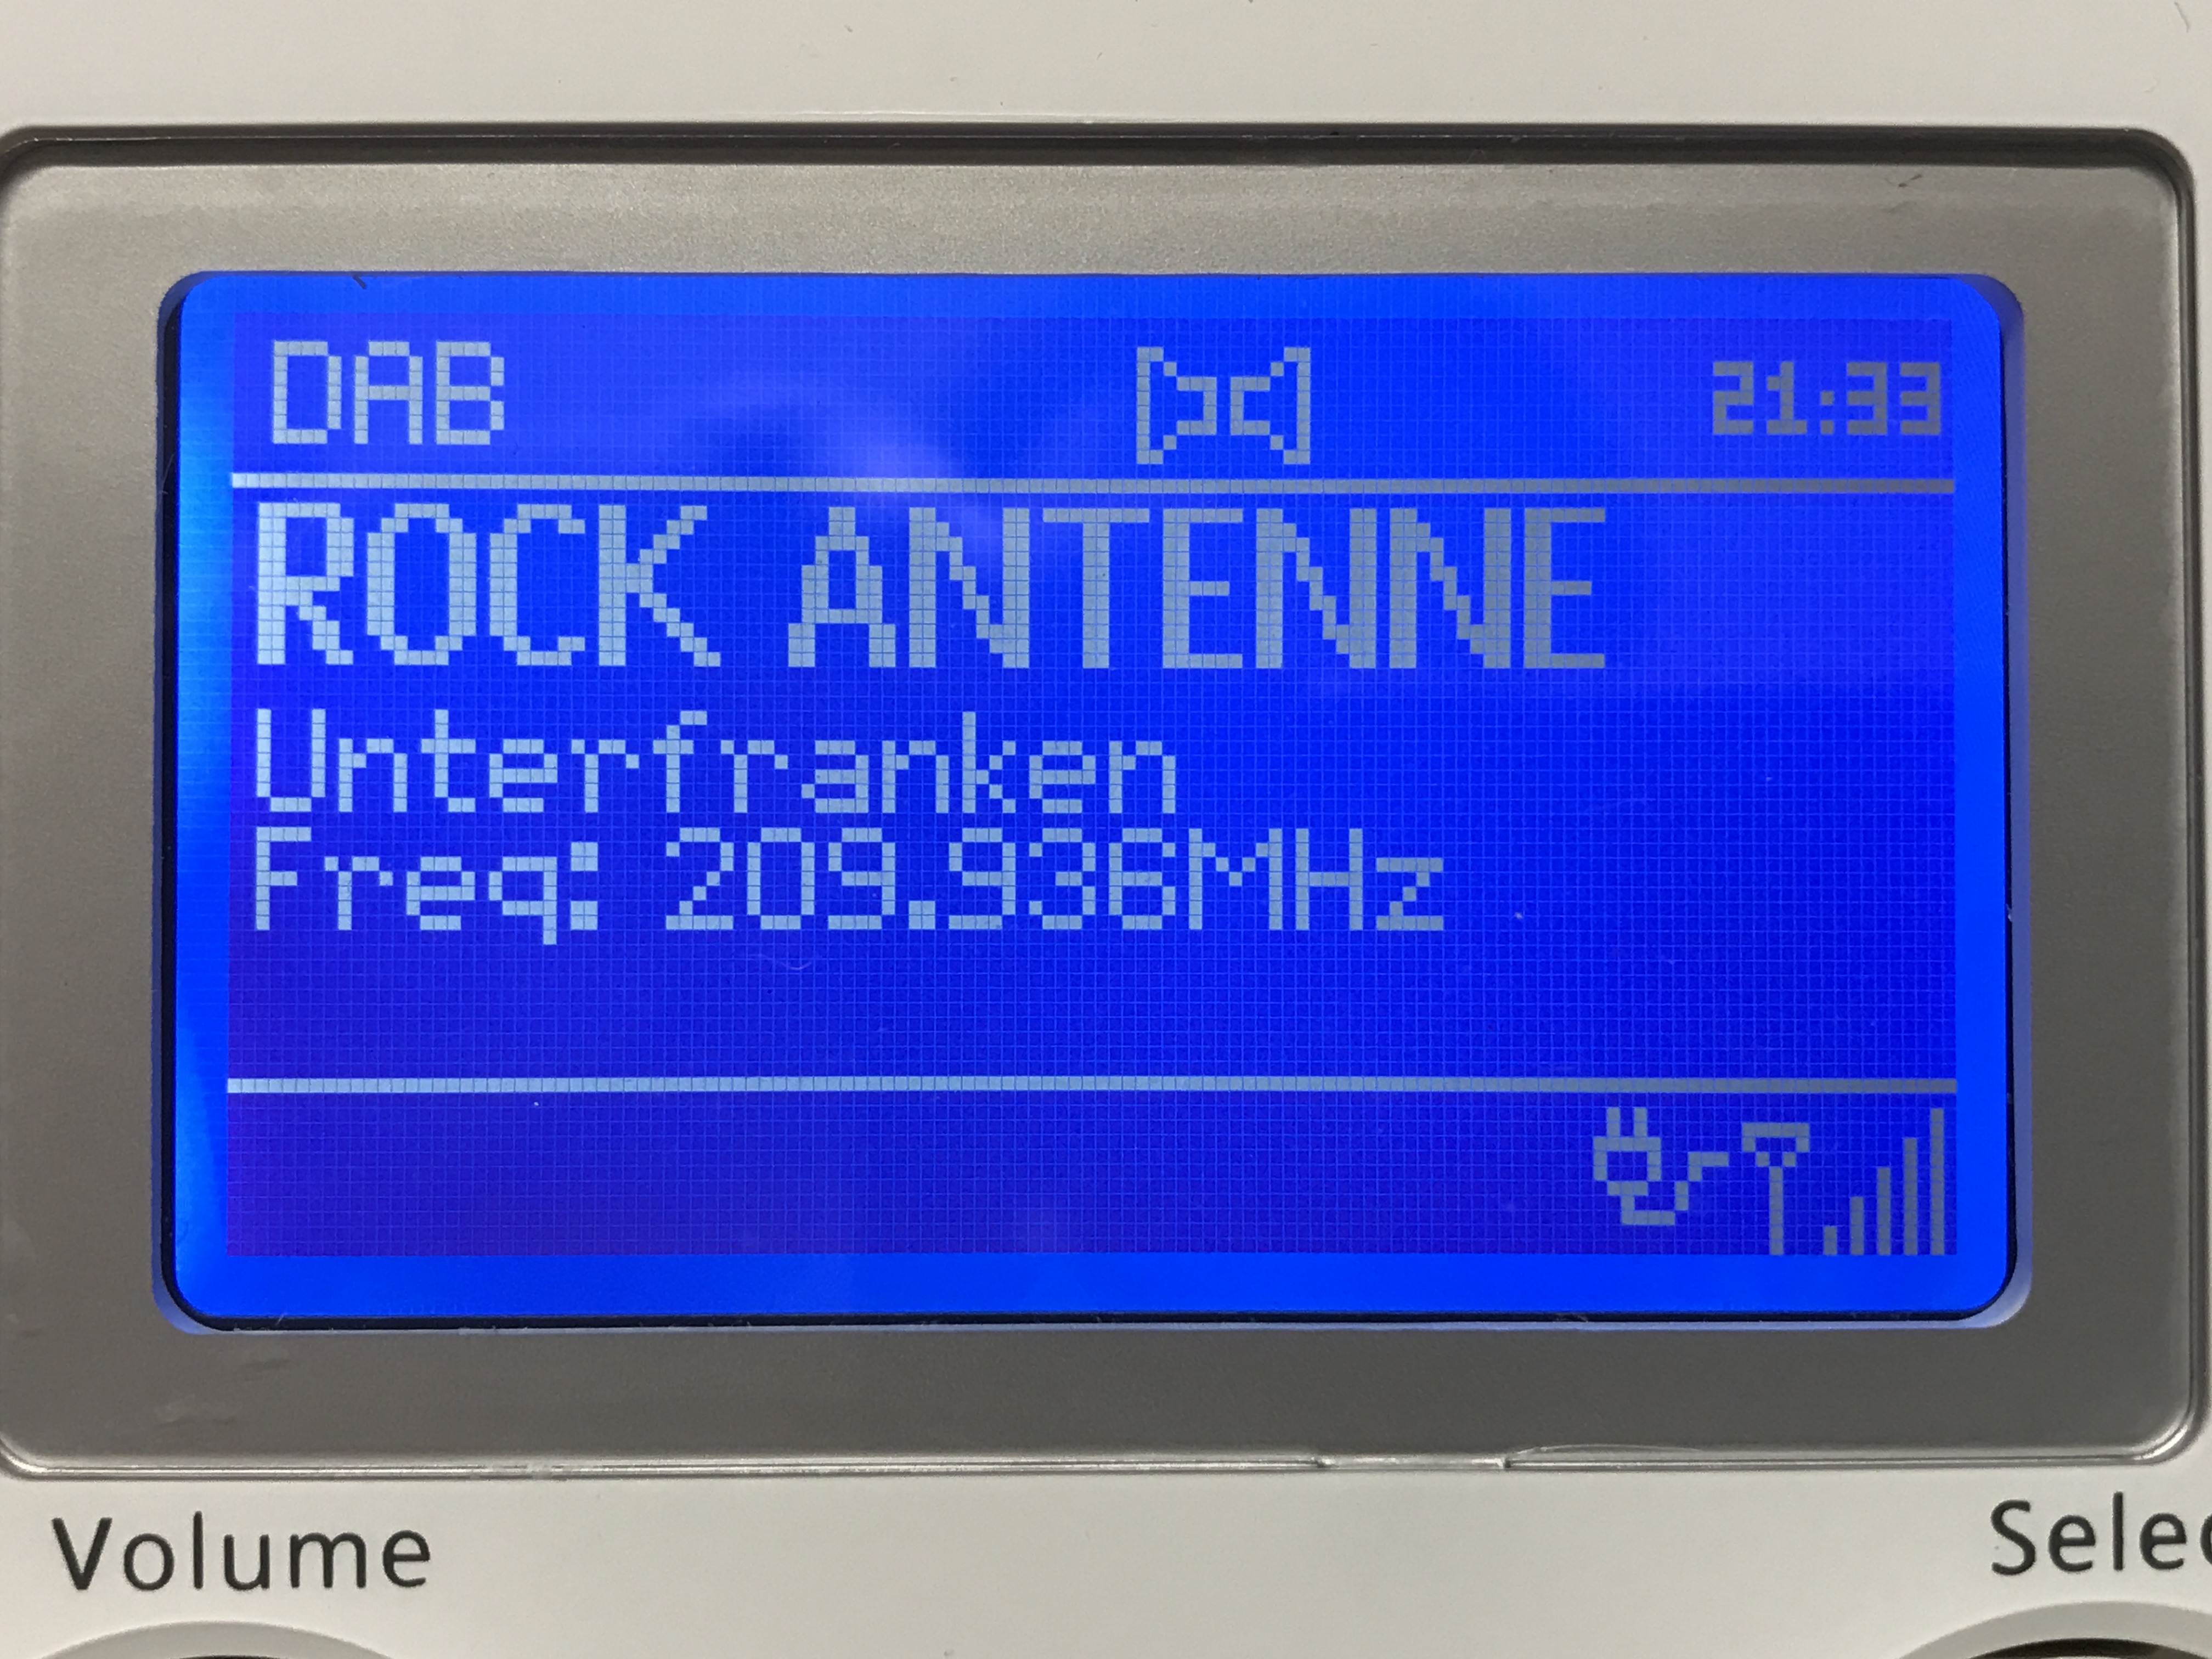 DAB 21:33
ROCK ANTENNE
Unterfranken
Freq: 209.936MHz
Volume Selec